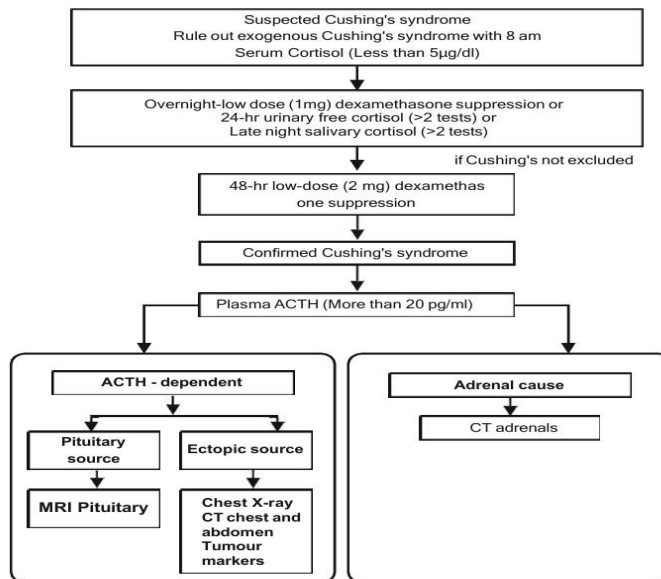 Suspected Cushing's syndrome
Rule out exogenous Cushing's syndrome with 8 am
Serum Cortisol (Less than 5µg/dl)
Overnight-low dose (1mg) dexamethasone suppression or
24-hr urinary free cortisol (>2 tests) or
Late night salivary cortisol (>2 tests)
if Cushing's not excluded
48-hr low-dose (2 mg) dexamethas
one suppression
Confirmed Cushing's syndrome
Plasma ACTH (More than 20 pg/ml)
ACTH - dependent
Pituitary
source
MRI Pituitary
Ectopic source
Chest X-ray
CT chest and
abdomen
Tumour
markers
Adrenal cause
CT adrenals